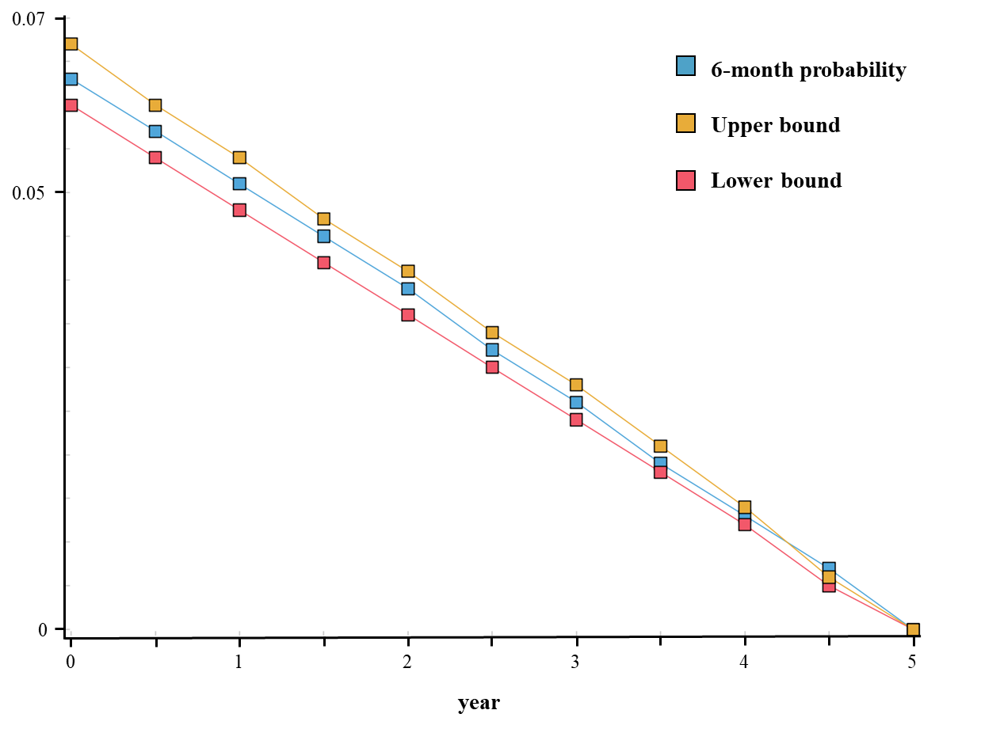 0.07
6-month probability
Upper bound
Lower bound
0.05
0
0 1 2 3 4 5
year